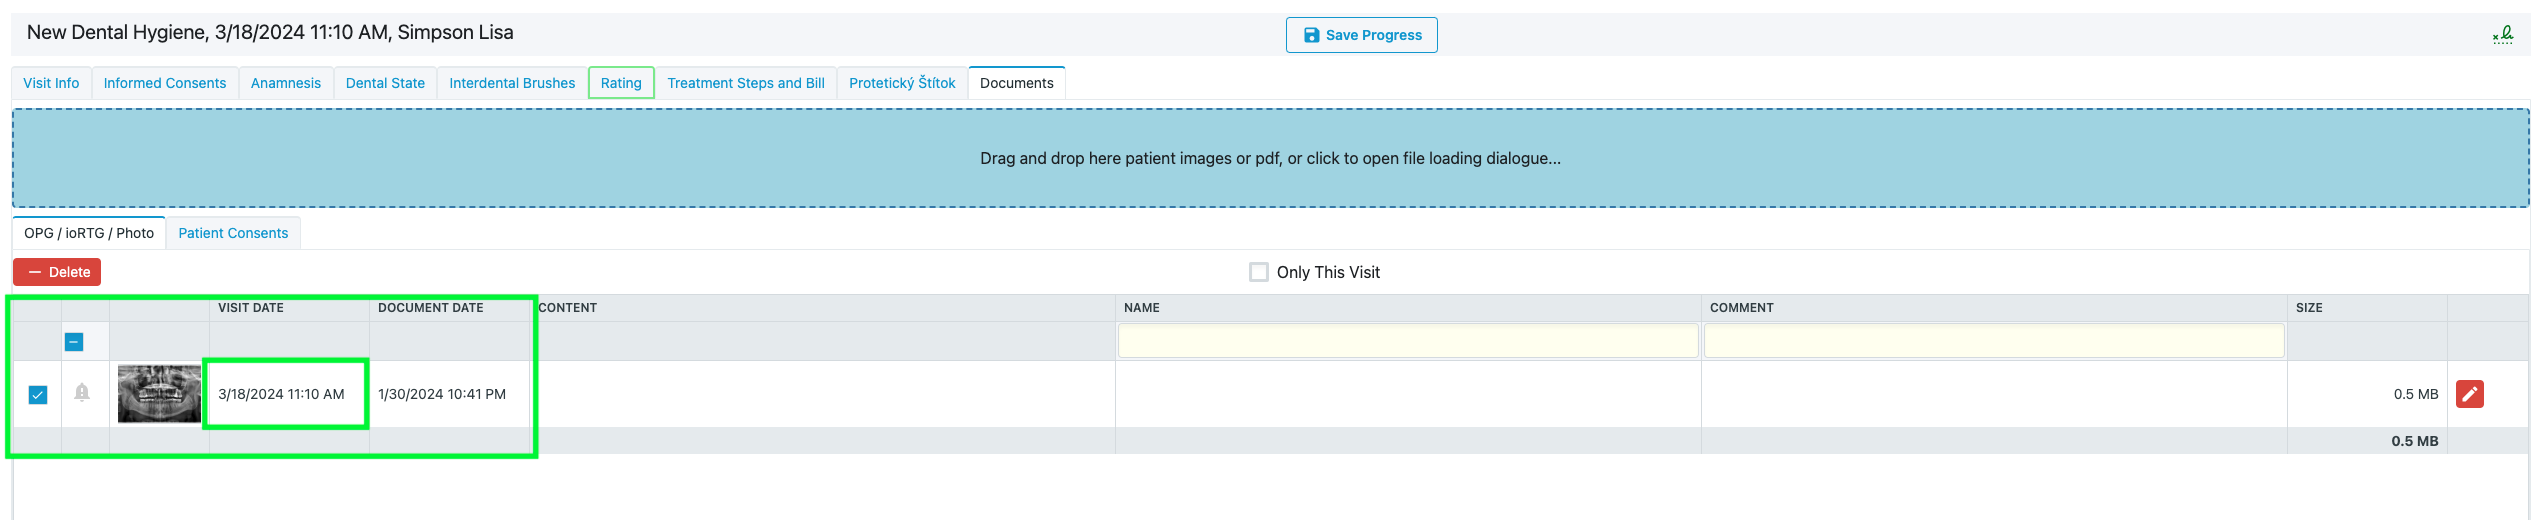 New Dental Hygiene, 3/18/2024 11:10 AM, Simpson Lisa
Save Progress
Visit Info Informed Consents Anamnesis Dental State Interdental Brushes Rating Treatment Steps and Bill Protetický Štítok Documents
Drag and drop here patient images or pdf, or click to open file loading dialogue...
OPG / ioRTG / Photo Patient Consents
Delete
Only This Visit
VISIT DATE DOCUMENT DATE CONTENT NAME COMMENT SIZE
3/18/2024 11:10 AM 1/30/2024 10:41 PM 0.5 MB
0.5 MB